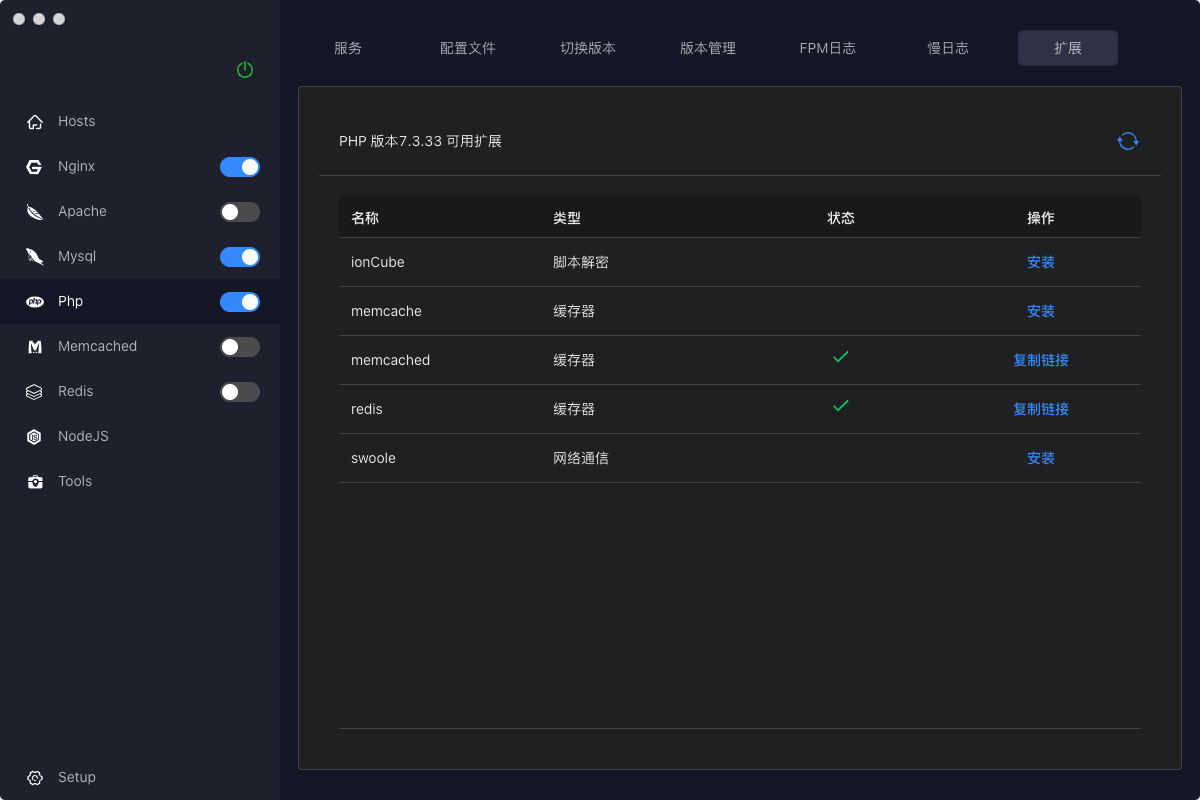 服务 配置文件 切换版本 版本管理 FPM日志 慢日志 扩展
Hosts
Nginx
Apache
Mysql
php Php
Memcached
Redis
NodeJS
Tools
Setup
PHP 版本7.3.33 可用扩展
名称 类型 状态 操作
ionCube 脚本解密 安装
memcache 缓存器 安装
memcached 缓存器 复制链接
redis 缓存器 复制链接
swoole 网络通信 安装